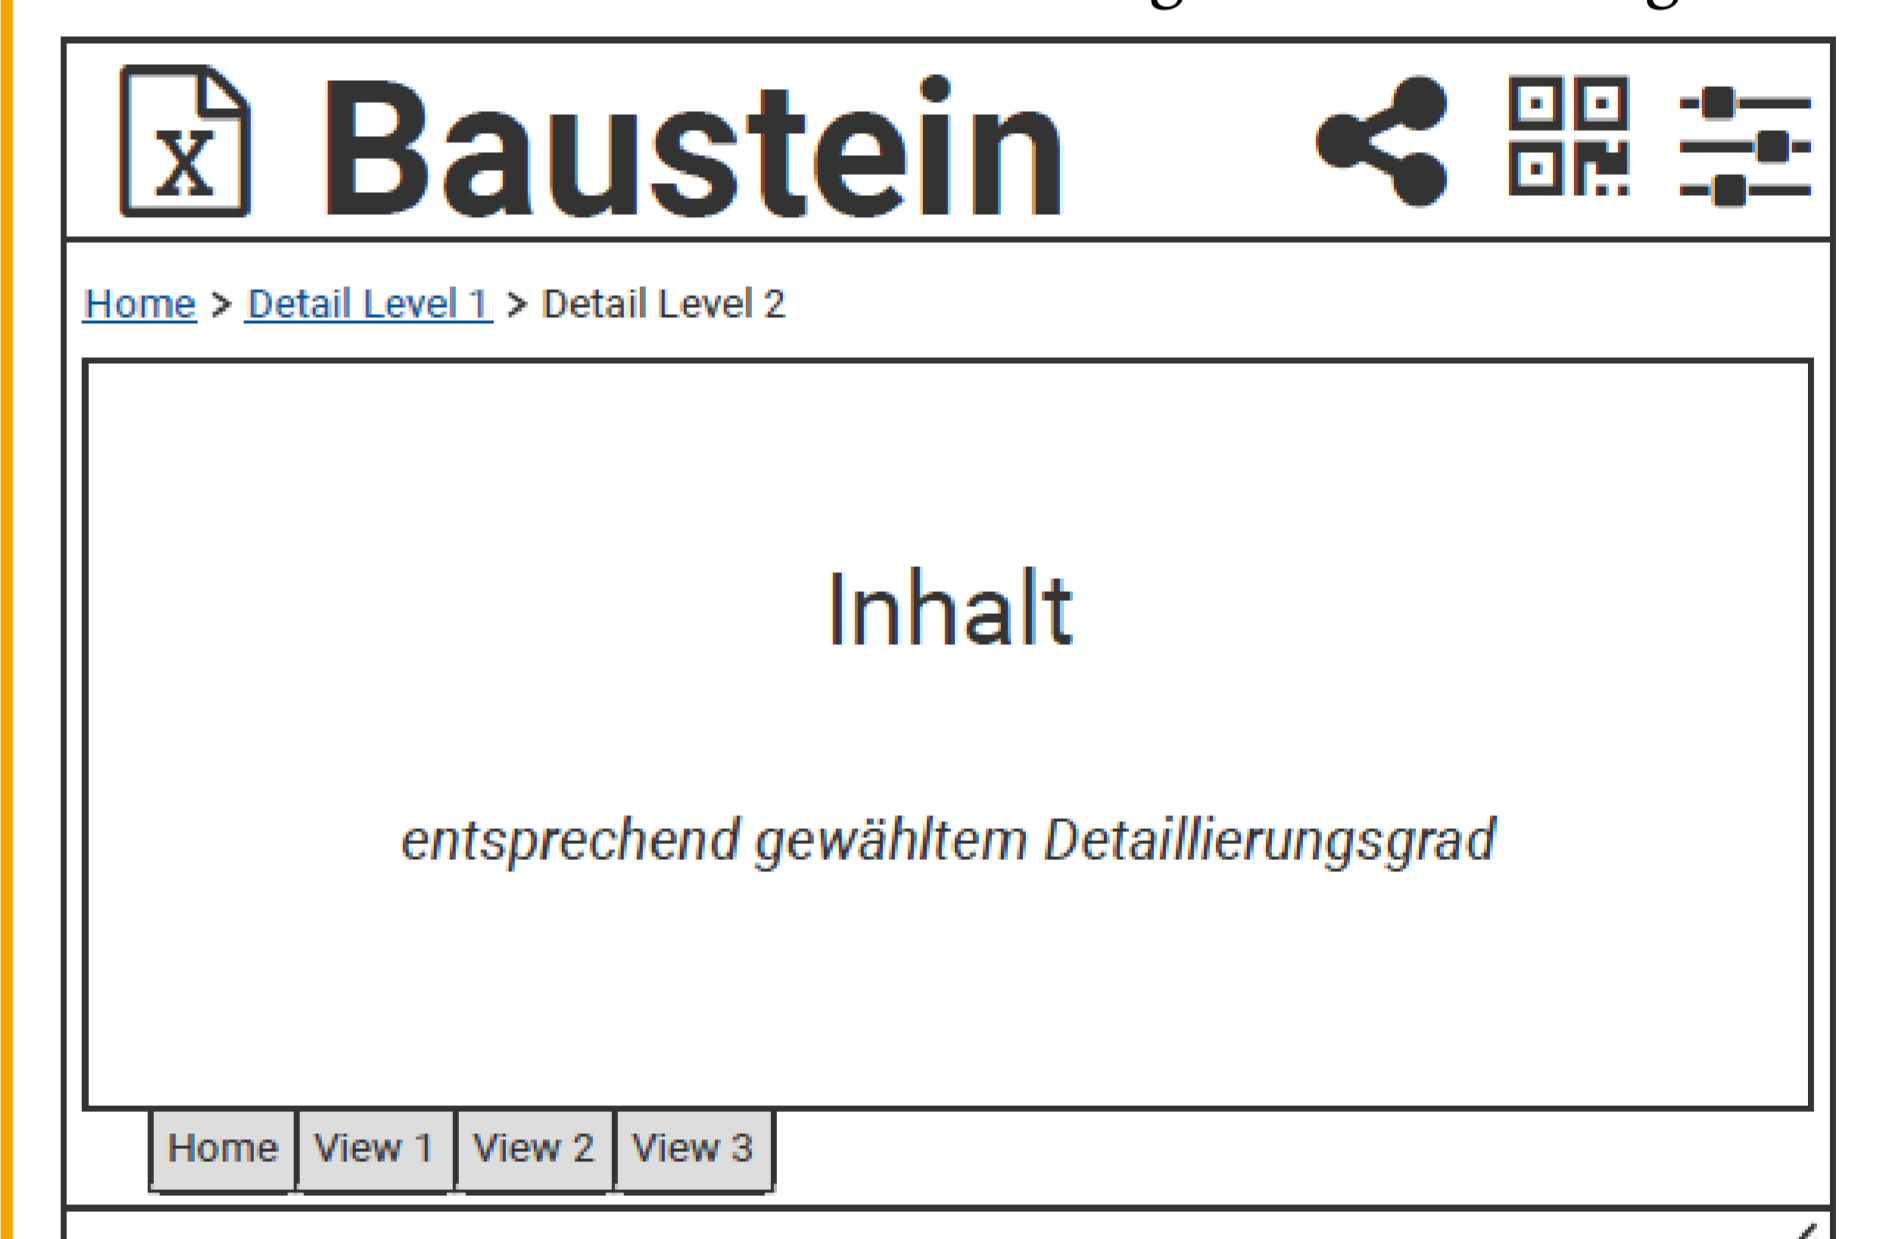 X Baustein
Home > Detail Level 1 > Detail Level 2
Inhalt
entsprechend gewähltem Detaillierungsgrad
Home View 1 View 2 View 3